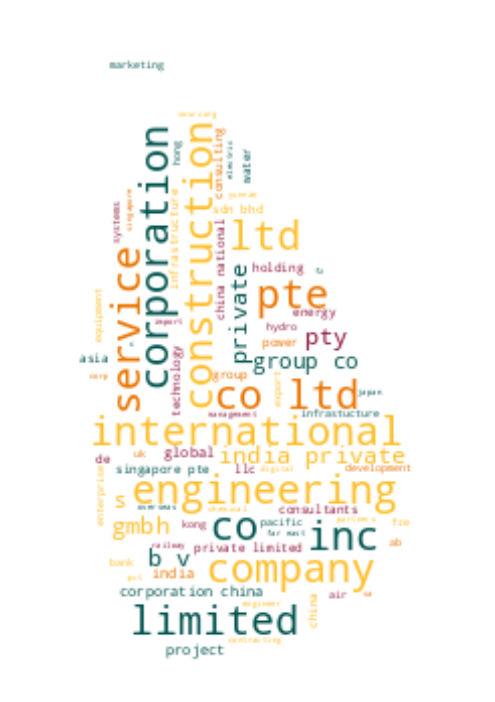 marketing
sourcing
corporation
construction
hong
consulting
electric
water
service
systems
singapore
infrastructure
yunnan
sdn bhd
ltd
china national
private
holding
pte
energy
equipment
import
technology
hydro
power
pty
asia
group co
corp
group
co ltd
export
japan
management
infrastucture
international
de
uk
global
india private
singapore pte
llc
digital
development
enterprise
s
engineering
overseas
chemical
consultants
gmbh
kong
co
pacific
partners
fze
far east
inc
ab
railway
private limited
b v
bank
pvt
india
company
corporation china
air
sa
engineer
china
limited
contracting
project